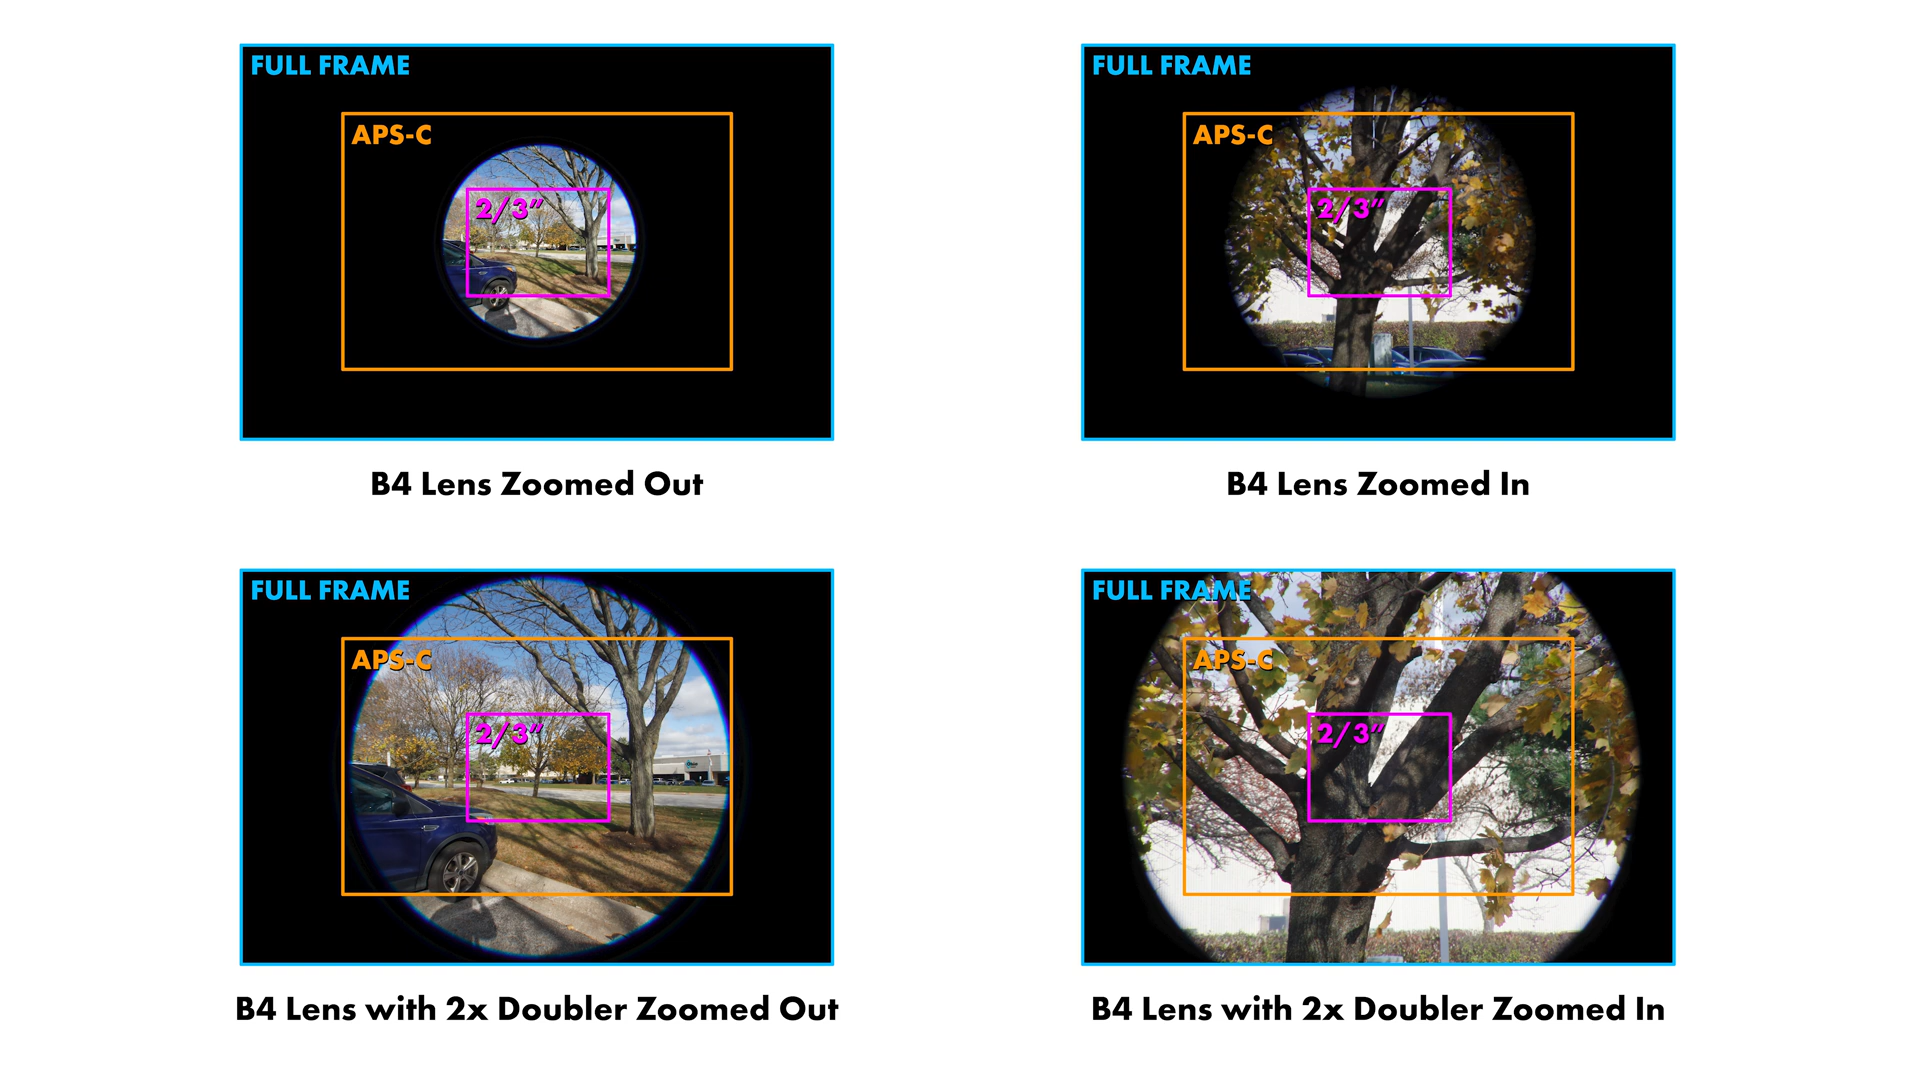 FULL FRAME
APS-C
2/3"
B4 Lens Zoomed Out
FULL FRAME
APS-C
2/3"
B4 Lens Zoomed In
FULL FRAME
APS-C
2/3"
B4 Lens with 2x Doubler Zoomed Out
FULL FRAME
APS-C
2/3"
B4 Lens with 2x Doubler Zoomed In